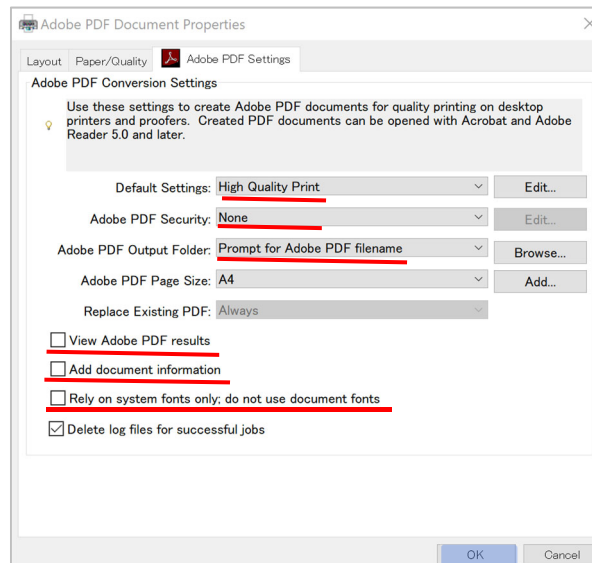 Adobe PDF Document Properties
Layout Paper/Quality Adobe PDF Settings
Adobe PDF Conversion Settings
Use these settings to create Adobe PDF documents for quality printing on desktop
printers and proofers. Created PDF documents can be opened with Acrobat and Adobe
Reader 5.0 and later.
Default Settings: High Quality Print Edit...
Adobe PDF Security: None Edit...
Adobe PDF Output Folder: Prompt for Adobe PDF filename Browse...
Adobe PDF Page Size: A4 Add...
Replace Existing PDF: Always
View Adobe PDF results
Add document information
Rely on system fonts only; do not use document fonts
Delete log files for successful jobs
OK Cancel